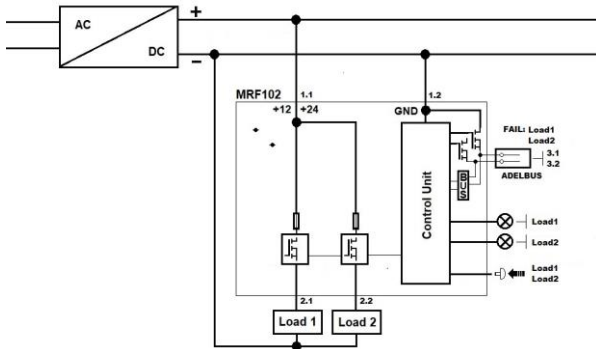 AC
+
DC
−
MRF102
1.1
1.2
+12 +24
GND
FAIL: Load1
Load2
3.1
3.2
ADELBUS
BUS
Control Unit
Load1
Load2
Load1
Load2
2.1
2.2
Load 1
Load 2